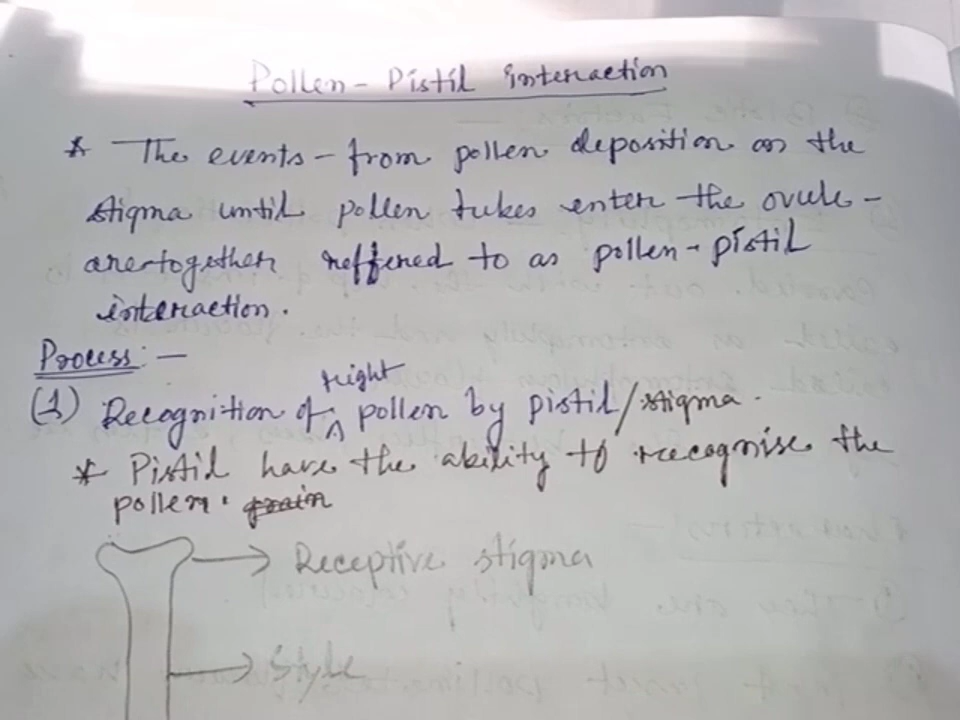 Pollen - Pistil interaction
* The events - from pollen deposition on the
stigma until pollen tubes enter the ovule -
are together reffered to as pollen - pistil
interaction.
Process: -
right
(1) Recognition of ^ pollen by pistil/stigma.
* Pistil have the ability to recognise the
pollen. grain
→ Receptive stigma
→ Style